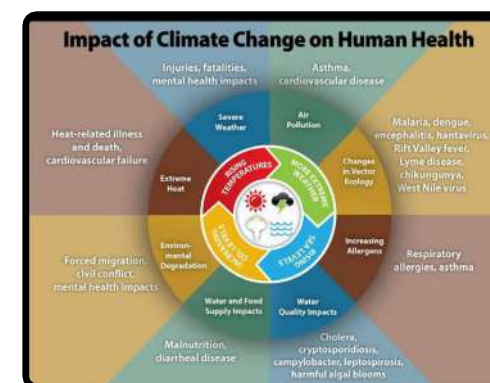 Impact of Climate Change on Human Health
Injuries, fatalities,
mental health impacts
Asthma,
cardiovascular disease
Heat-related illness
and death,
cardiovascular failure
Malaria, dengue,
encephalitis, hantavirus,
Rift Valley fever,
Lyme disease,
chikungunya,
West Nile virus
Forced migration,
civil conflict,
mental health impacts
Respiratory
allergies, asthma
Malnutrition,
diarrheal disease
Cholera,
cryptosporidiosis,
campylobacter, leptospirosis,
harmful algal blooms
Severe
Weather
Air
Pollution
Extreme
Heat
Changes
in Vector
Ecology
Environ-
mental
Degradation
Increasing
Allergens
Water and Food
Supply Impacts
Water
Quality Impacts
RISING
TEMPERATURES
MORE EXTREME
WEATHER
RISING
SEA LEVELS
INCREASING
CO2 LEVELS